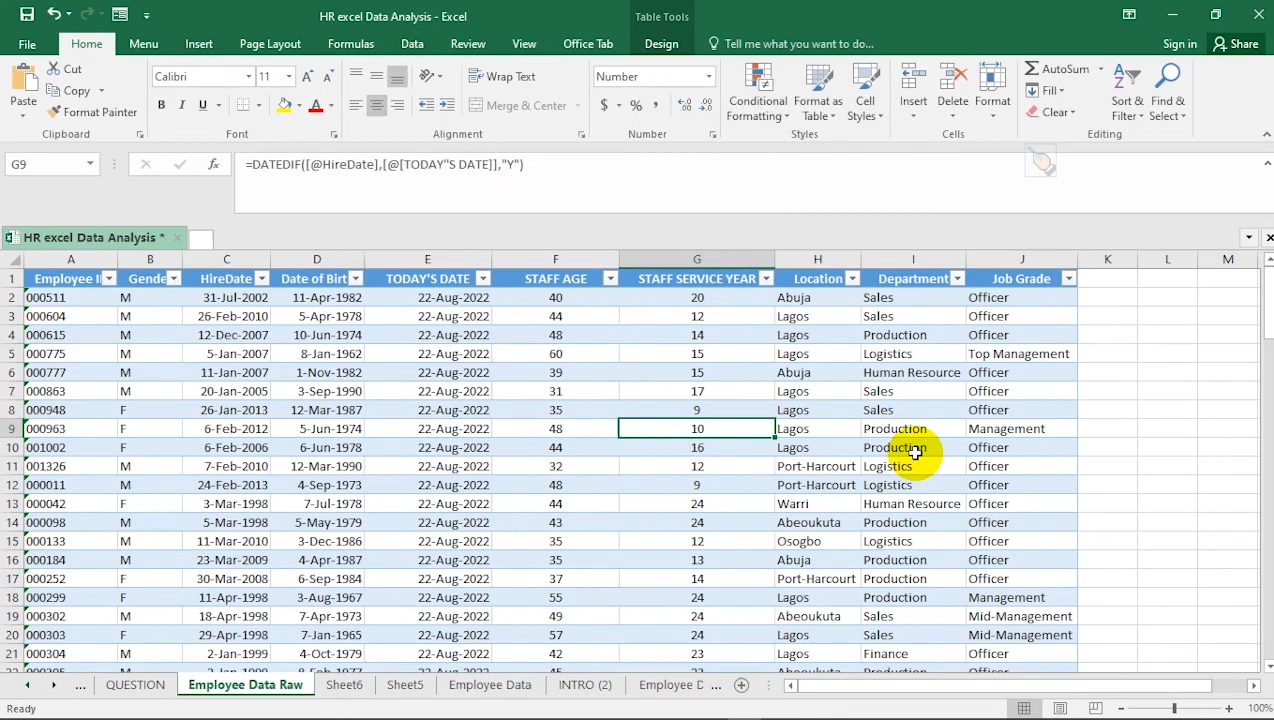 HR excel Data Analysis - Excel
Table Tools
File Home Menu Insert Page Layout Formulas Data Review View Office Tab Design Tell me what you want to do... Sign in Share
Paste
Cut
Copy
Format Painter
Clipboard
Calibri 11
B I U
Font
Wrap Text
Merge & Center
Alignment
Number
$ % ,
Number
Conditional Formatting
Format as Table
Cell Styles
Styles
Insert Delete Format
Cells
AutoSum
Fill
Clear
Sort & Filter
Find & Select
Editing
G9 fx =DATEDIF([@HireDate],[@[TODAY"S DATE]],"Y")
HR excel Data Analysis *
A B C D E F G H I J K L M
1 Employee I Gende HireDate Date of Birt TODAY'S DATE STAFF AGE STAFF SERVICE YEAR Location Department Job Grade
2 000511 M 31-Jul-2002 11-Apr-1982 22-Aug-2022 40 20 Abuja Sales Officer
3 000604 M 26-Feb-2010 5-Apr-1978 22-Aug-2022 44 12 Lagos Sales Officer
4 000615 M 12-Dec-2007 10-Jun-1974 22-Aug-2022 48 14 Lagos Production Officer
5 000775 M 5-Jan-2007 8-Jan-1962 22-Aug-2022 60 15 Lagos Logistics Top Management
6 000777 M 11-Jan-2007 1-Nov-1982 22-Aug-2022 39 15 Abuja Human Resource Officer
7 000863 M 20-Jan-2005 3-Sep-1990 22-Aug-2022 31 17 Lagos Sales Officer
8 000948 F 26-Jan-2013 12-Mar-1987 22-Aug-2022 35 9 Lagos Sales Officer
9 000963 F 6-Feb-2012 5-Jun-1974 22-Aug-2022 48 10 Lagos Production Management
10 001002 F 6-Feb-2006 6-Jun-1978 22-Aug-2022 44 16 Lagos Production Officer
11 001326 M 7-Feb-2010 12-Mar-1990 22-Aug-2022 32 12 Port-Harcourt Logistics Officer
12 000011 M 24-Feb-2013 4-Sep-1973 22-Aug-2022 48 9 Port-Harcourt Logistics Officer
13 000042 F 3-Mar-1998 7-Jul-1978 22-Aug-2022 44 24 Warri Human Resource Officer
14 000098 M 5-Mar-1998 5-May-1979 22-Aug-2022 43 24 Abeoukuta Production Officer
15 000133 M 11-Mar-2010 3-Dec-1986 22-Aug-2022 35 12 Osogbo Logistics Officer
16 000184 M 23-Mar-2009 4-Apr-1987 22-Aug-2022 35 13 Abuja Production Officer
17 000252 F 30-Mar-2008 6-Sep-1984 22-Aug-2022 37 14 Port-Harcourt Production Officer
18 000299 F 11-Apr-1998 3-Aug-1967 22-Aug-2022 55 24 Lagos Production Management
19 000302 M 18-Apr-1998 7-Apr-1973 22-Aug-2022 49 24 Abeoukuta Sales Mid-Management
20 000303 F 29-Apr-1998 7-Jan-1965 22-Aug-2022 57 24 Lagos Sales Mid-Management
21 000304 M 2-Jan-1999 4-Oct-1979 22-Aug-2022 42 23 Lagos Finance Officer
... QUESTION Employee Data Raw Sheet6 Sheet5 Employee Data INTRO (2) Employee D ...
Ready 100%